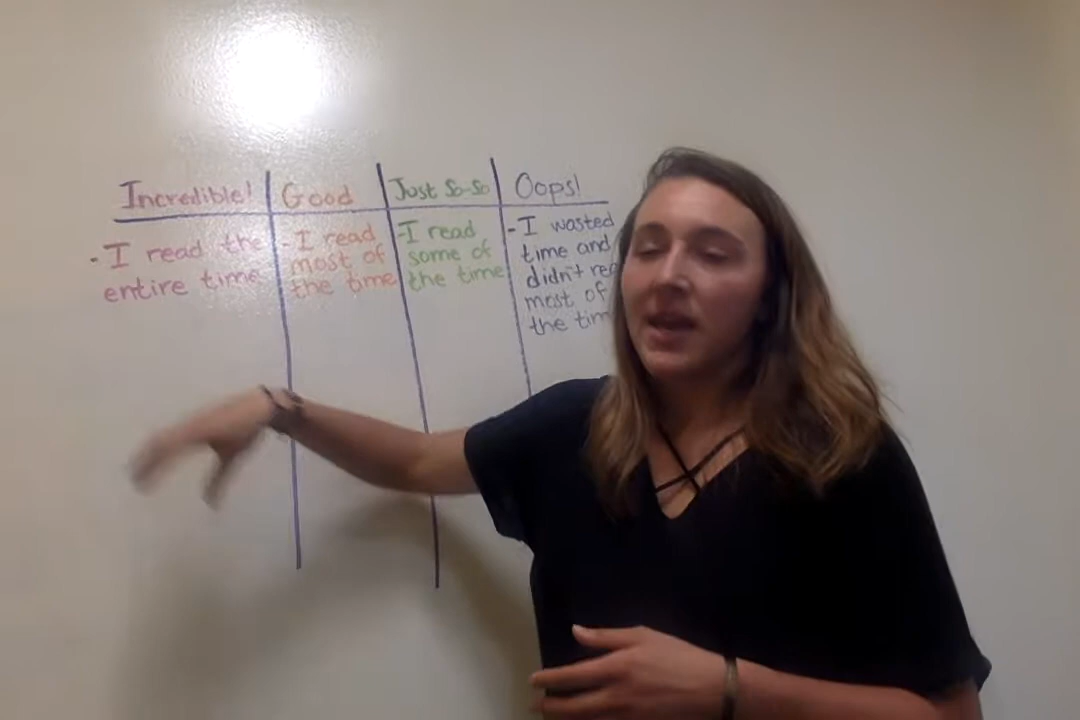 Incredible! Good Just So-So Oops!
-I read the
entire time
-I read
most of
the time
-I read
some of
the time
-I wasted
time and
didn't
most of
the